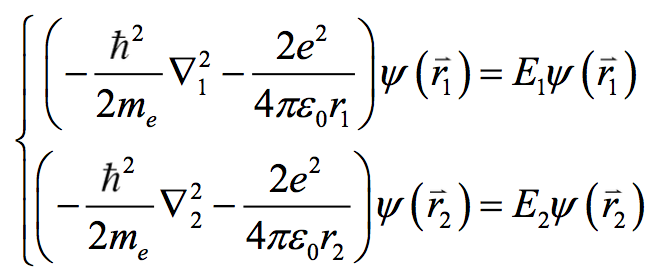 { ( -ħ²/2mₑ ∇₁² - 2e²/4πε₀r₁ ) ψ(r⃗₁) = E₁ψ(r⃗₁)
( -ħ²/2mₑ ∇₂² - 2e²/4πε₀r₂ ) ψ(r⃗₂) = E₂ψ(r⃗₂)